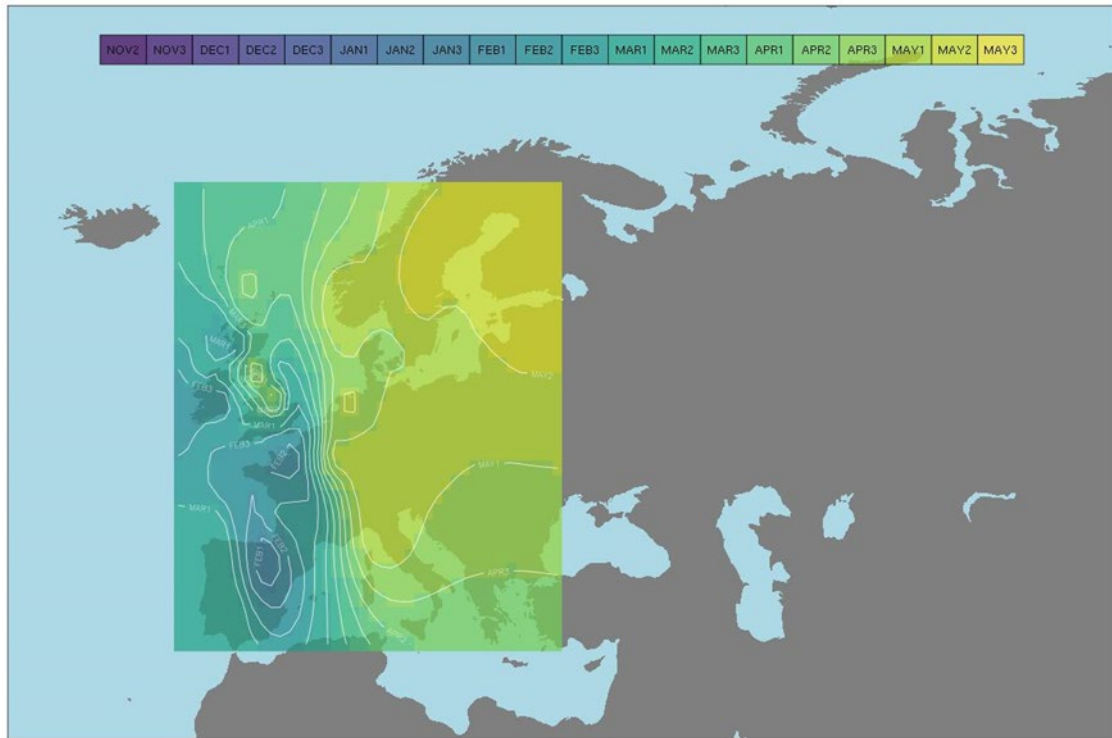 NOV2 NOV3 DEC1 DEC2 DEC3 JAN1 JAN2 JAN3 FEB1 FEB2 FEB3 MAR1 MAR2 MAR3 APR1 APR2 APR3 MAY1 MAY2 MAY3
APR1
MAR1
FEB3
MAY2
MAR1
FEB3
FEB2
MAY1
MAR1
FEB2
FEB1
APR3
APR2